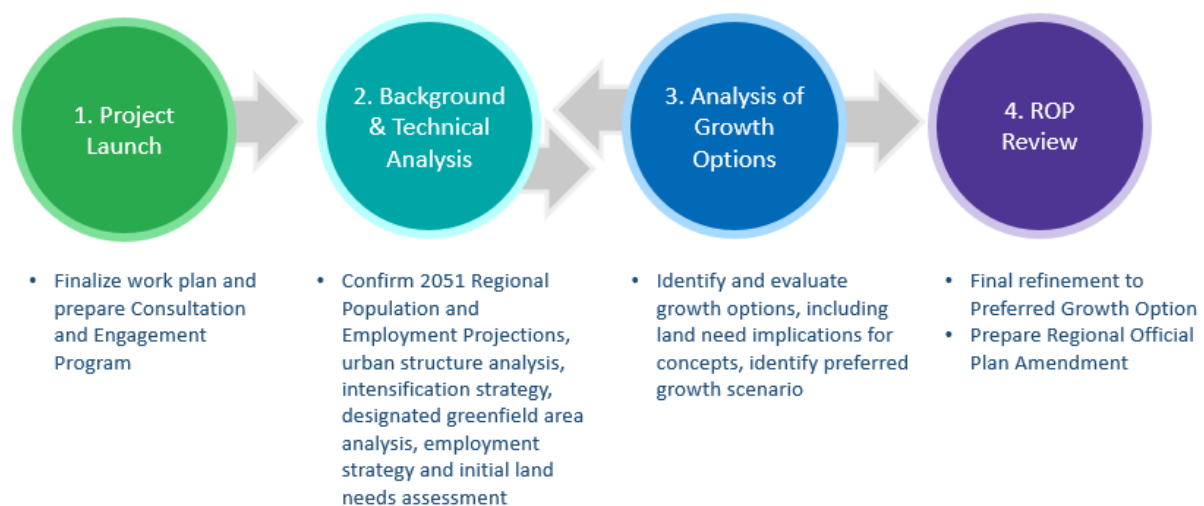 1. Project
Launch
2. Background
& Technical
Analysis
3. Analysis of
Growth
Options
4. ROP
Review
• Finalize work plan and
prepare Consultation
and Engagement
Program
• Confirm 2051 Regional
Population and
Employment Projections,
urban structure analysis,
intensification strategy,
designated greenfield area
analysis, employment
strategy and initial land
needs assessment
• Identify and evaluate
growth options, including
land need implications for
concepts, identify preferred
growth scenario
• Final refinement to
Preferred Growth Option
• Prepare Regional Official
Plan Amendment